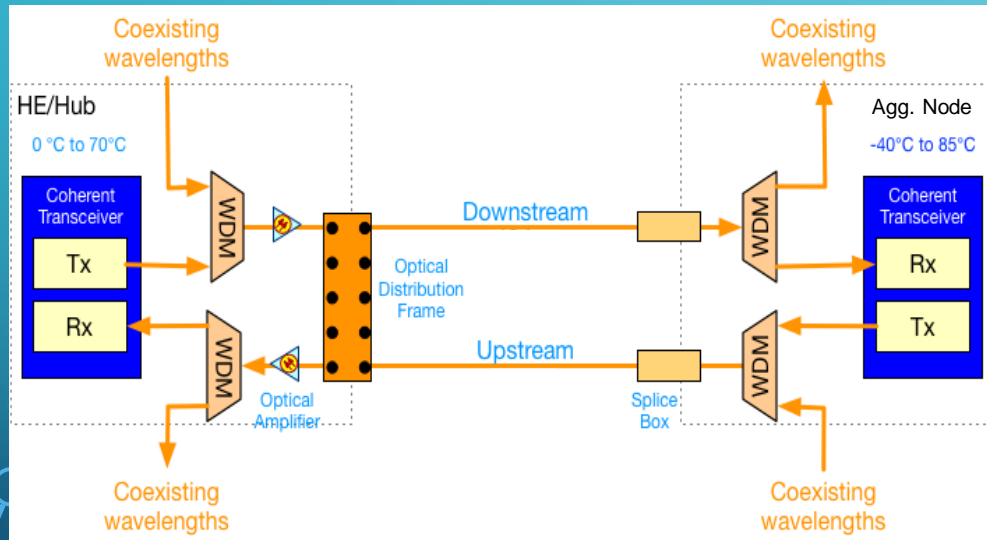 Coexisting
wavelengths
Coexisting
wavelengths
HE/Hub
Agg. Node
0 °C to 70°C
-40°C to 85°C
Coherent
Transceiver
Tx
Rx
WDM
WDM
Optical
Distribution
Frame
Optical
Amplifier
Downstream
Upstream
Splice
Box
WDM
WDM
Coherent
Transceiver
Rx
Tx
Coexisting
wavelengths
Coexisting
wavelengths